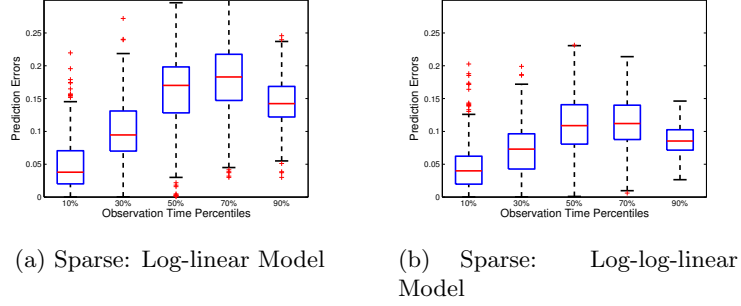 0.25
0.2
0.15
0.1
0.05
0
Prediction Errors
10% 30% 50% 70% 90%
Observation Time Percentiles
(a) Sparse: Log-linear Model
0.25
0.2
0.15
0.1
0.05
0
Prediction Errors
10% 30% 50% 70% 90%
Observation Time Percentiles
(b) Sparse: Log-log-linear
Model